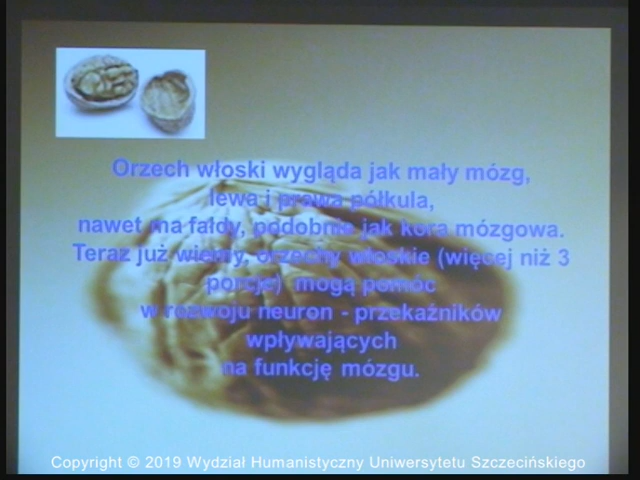 Orzech włoski wygląda jak mały mózg,
lewa i prawa półkula,
nawet ma fałdy, podobnie jak kora mózgowa.
Teraz już wiemy, orzechy włoskie (więcej niż 3
porcje) mogą pomóc
w rozwoju neuron - przekaźników
wpływających
na funkcję mózgu.
Copyright © 2019 Wydział Humanistyczny Uniwersytetu Szczecińskiego